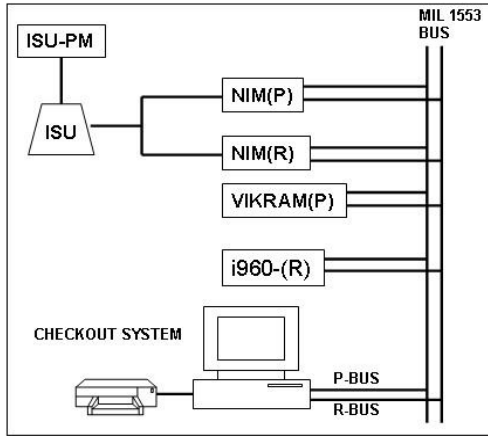 MIL 1553
BUS
ISU-PM
ISU
NIM(P)
NIM(R)
VIKRAM(P)
i960-(R)
CHECKOUT SYSTEM
P-BUS
R-BUS